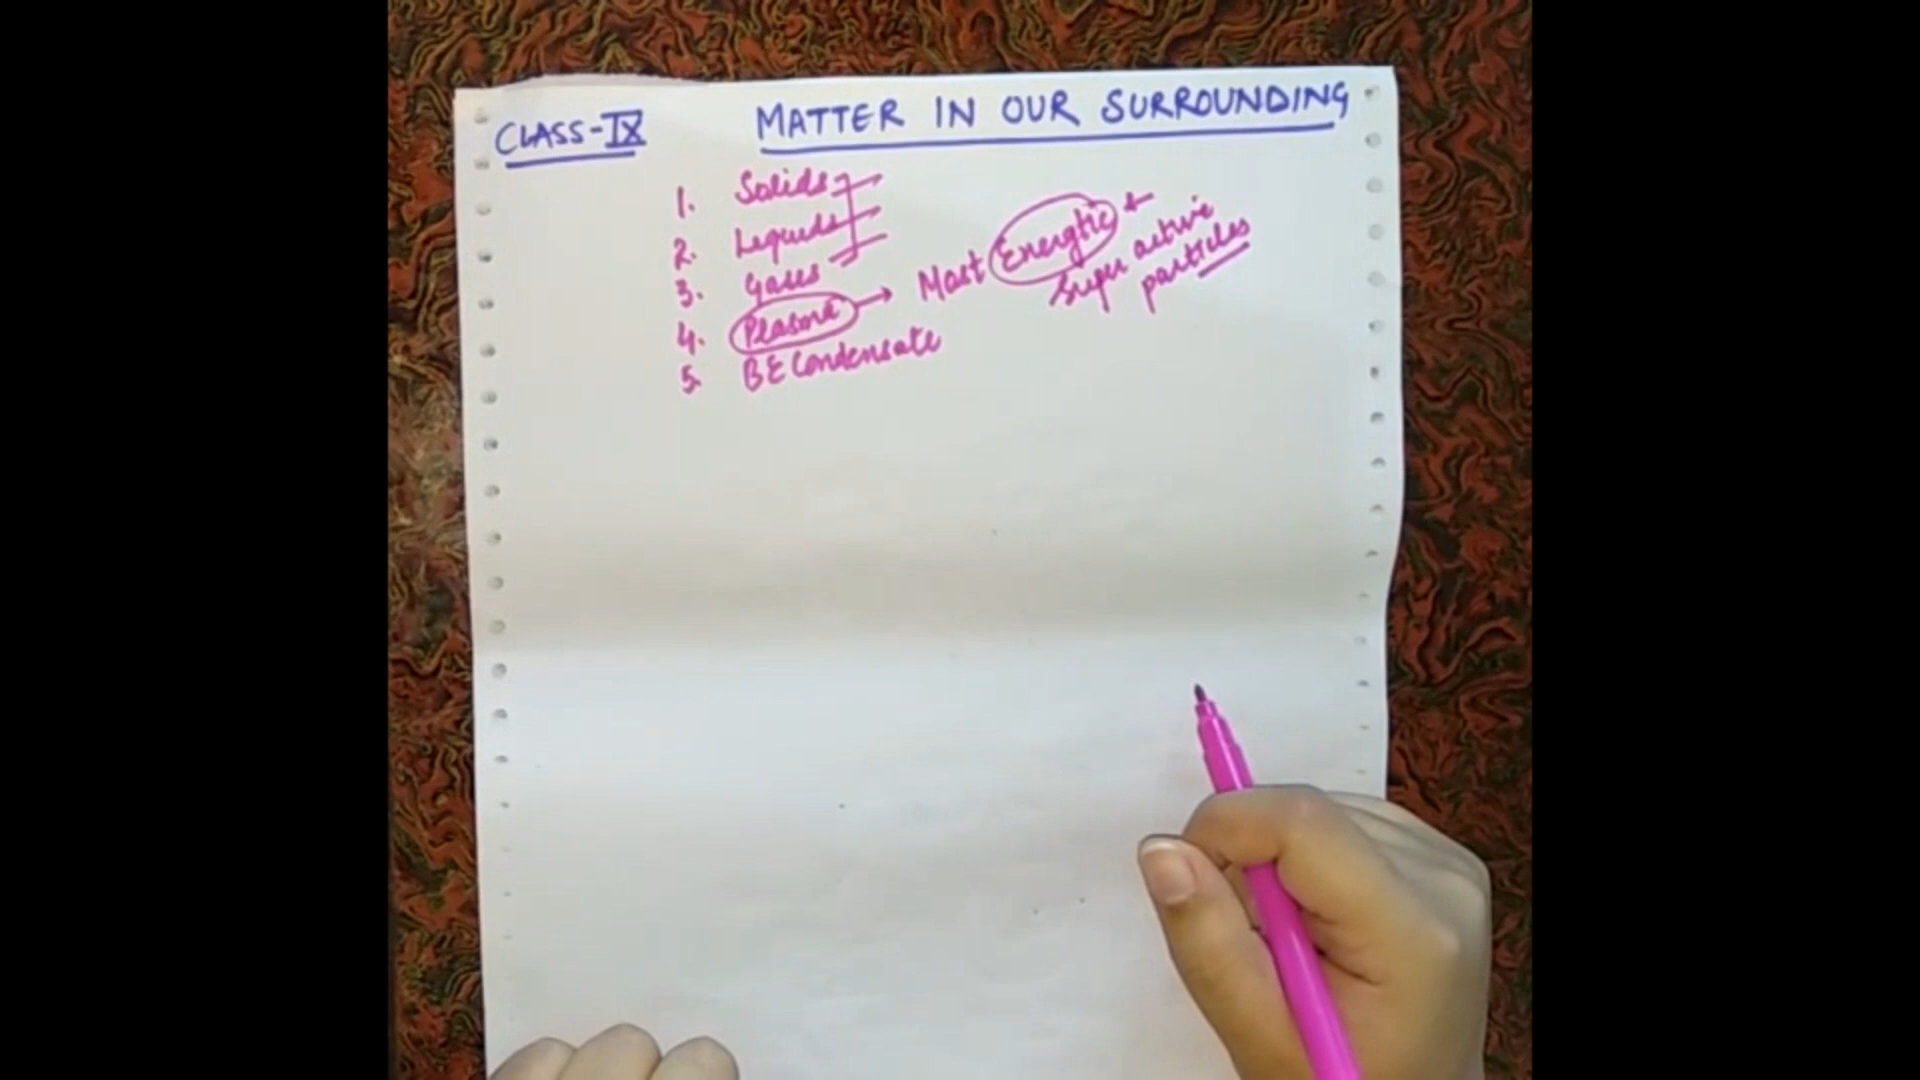 CLASS-IX MATTER IN OUR SURROUNDING
1. Solids
2. Liquids
3. Gases
4. Plasma → Most Energtic +
Super active
particles
5. BE Condensate